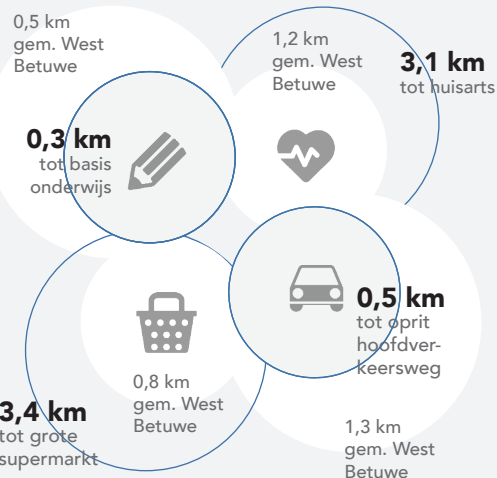 0,5 km
gem. West
Betuwe
0,3 km
tot basis
onderwijs
1,2 km
gem. West
Betuwe
3,1 km
tot huisarts
0,8 km
gem. West
Betuwe
3,4 km
tot grote
supermarkt
0,5 km
tot oprit
hoofdver-
keersweg
1,3 km
gem. West
Betuwe